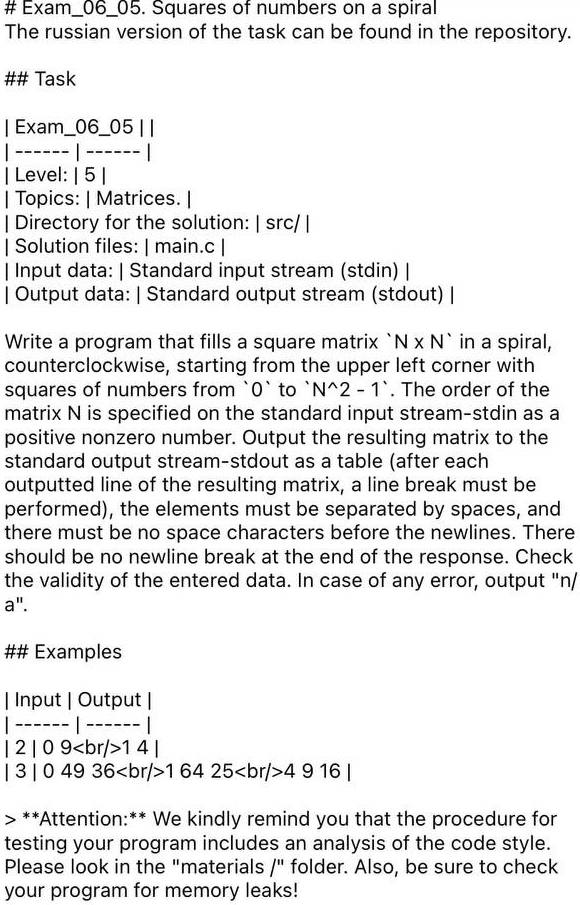 # Exam_06_05. Squares of numbers on a spiral
The russian version of the task can be found in the repository.
## Task
| Exam_06_05 | |
| ------ | ------ |
| Level: | 5 |
| Topics: | Matrices. |
| Directory for the solution: | src/ |
| Solution files: | main.c |
| Input data: | Standard input stream (stdin) |
| Output data: | Standard output stream (stdout) |
Write a program that fills a square matrix `N x N` in a spiral,
counterclockwise, starting from the upper left corner with
squares of numbers from `0` to `N^2 - 1`. The order of the
matrix N is specified on the standard input stream-stdin as a
positive nonzero number. Output the resulting matrix to the
standard output stream-stdout as a table (after each
outputted line of the resulting matrix, a line break must be
performed), the elements must be separated by spaces, and
there must be no space characters before the newlines. There
should be no newline break at the end of the response. Check
the validity of the entered data. In case of any error, output "n/
a".
## Examples
| Input | Output |
| ------ | ------ |
| 2 | 0 9<br/>1 4 |
| 3 | 0 49 36<br/>1 64 25<br/>4 9 16 |
> **Attention:** We kindly remind you that the procedure for
testing your program includes an analysis of the code style.
Please look in the "materials /" folder. Also, be sure to check
your program for memory leaks!